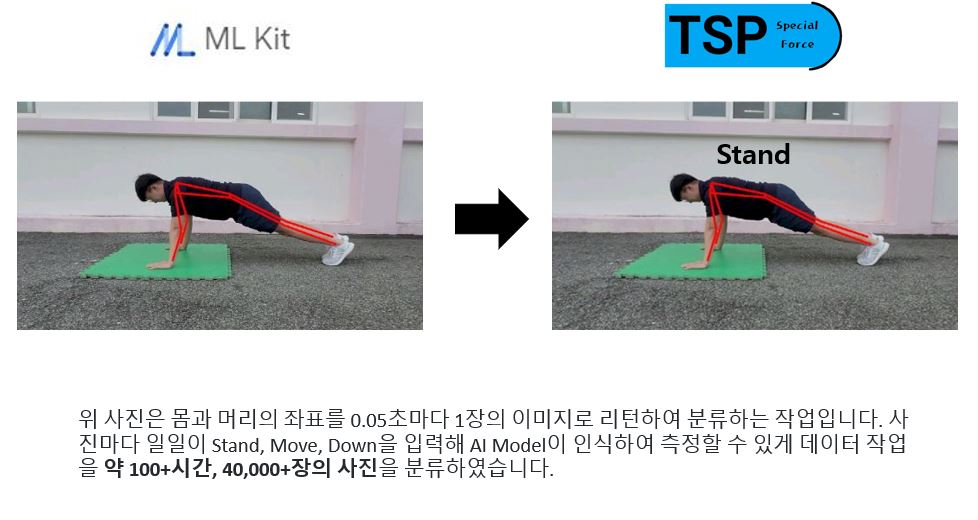 ML Kit
TSP Special
Force
Stand
위 사진은 몸과 머리의 좌표를 0.05초마다 1장의 이미지로 리턴하여 분류하는 작업입니다. 사
진마다 일일이 Stand, Move, Down을 입력해 AI Model이 인식하여 측정할 수 있게 데이터 작업
을 약 100+시간, 40,000+장의 사진을 분류하였습니다.